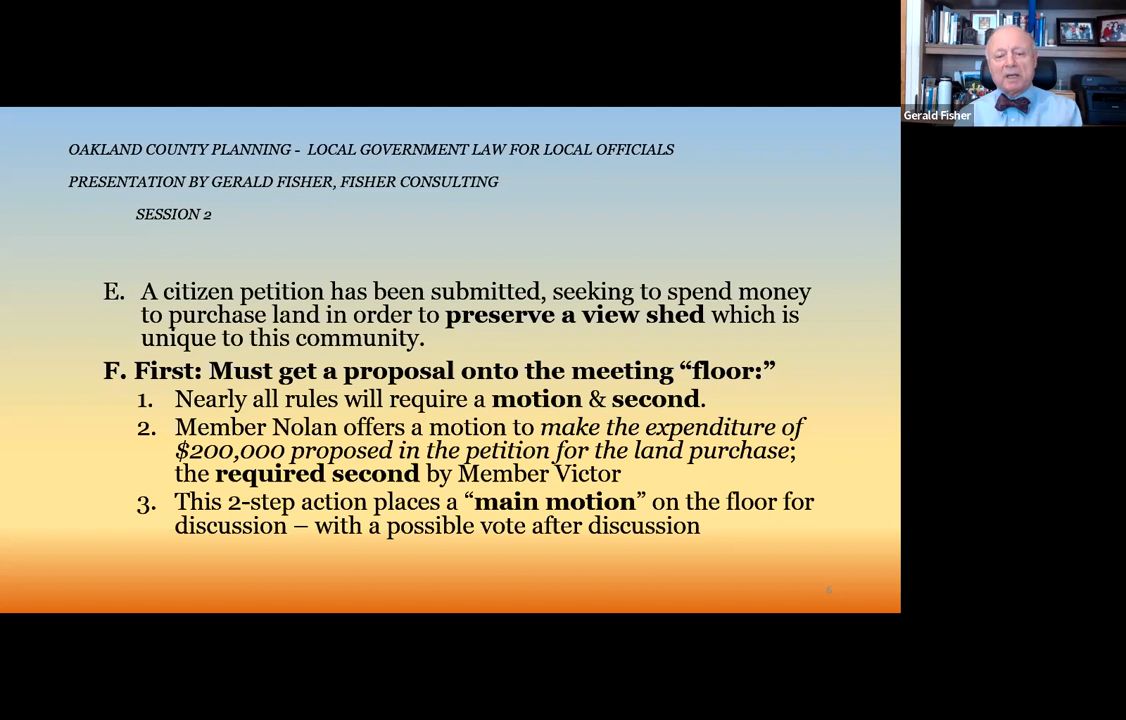 Gerald Fisher
OAKLAND COUNTY PLANNING - LOCAL GOVERNMENT LAW FOR LOCAL OFFICIALS
PRESENTATION BY GERALD FISHER, FISHER CONSULTING
SESSION 2
E. A citizen petition has been submitted, seeking to spend money
to purchase land in order to preserve a view shed which is
unique to this community.
F. First: Must get a proposal onto the meeting “floor:”
1. Nearly all rules will require a motion & second.
2. Member Nolan offers a motion to make the expenditure of
$200,000 proposed in the petition for the land purchase;
the required second by Member Victor
3. This 2-step action places a “main motion” on the floor for
discussion – with a possible vote after discussion
6